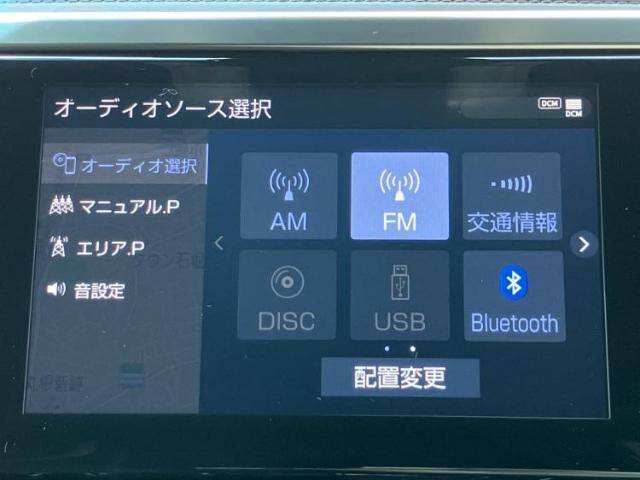 オーディオソース選択
DCM
DCM
オーディオ選択
マニュアル.P
エリア.P
音設定
AM
FM
交通情報
DISC
USB
Bluetooth
配置変更